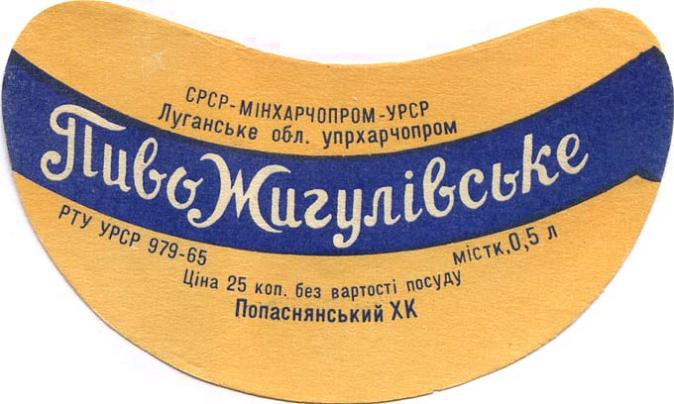 СРСР-МІНХАРЧОПРОМ-УРСР
Луганське обл. упрхарчопром
Пиво Жигулівське
РТУ УРСР 979-65
містк. 0,5 л
Ціна 25 коп. без вартості посуду
Попаснянський ХК